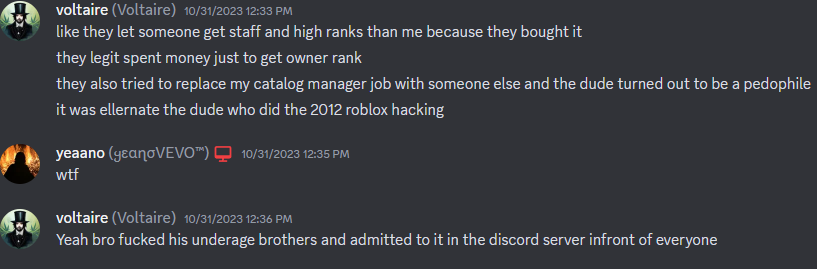 voltaire (Voltaire) 10/31/2023 12:33 PM
like they let someone get staff and high ranks than me because they bought it
they legit spent money just to get owner rank
they also tried to replace my catalog manager job with someone else and the dude turned out to be a pedophile
it was ellernate the dude who did the 2012 roblox hacking
yeaano (ყεαɳσVEVO™) 10/31/2023 12:35 PM
wtf
voltaire (Voltaire) 10/31/2023 12:36 PM
Yeah bro fucked his underage brothers and admitted to it in the discord server infront of everyone